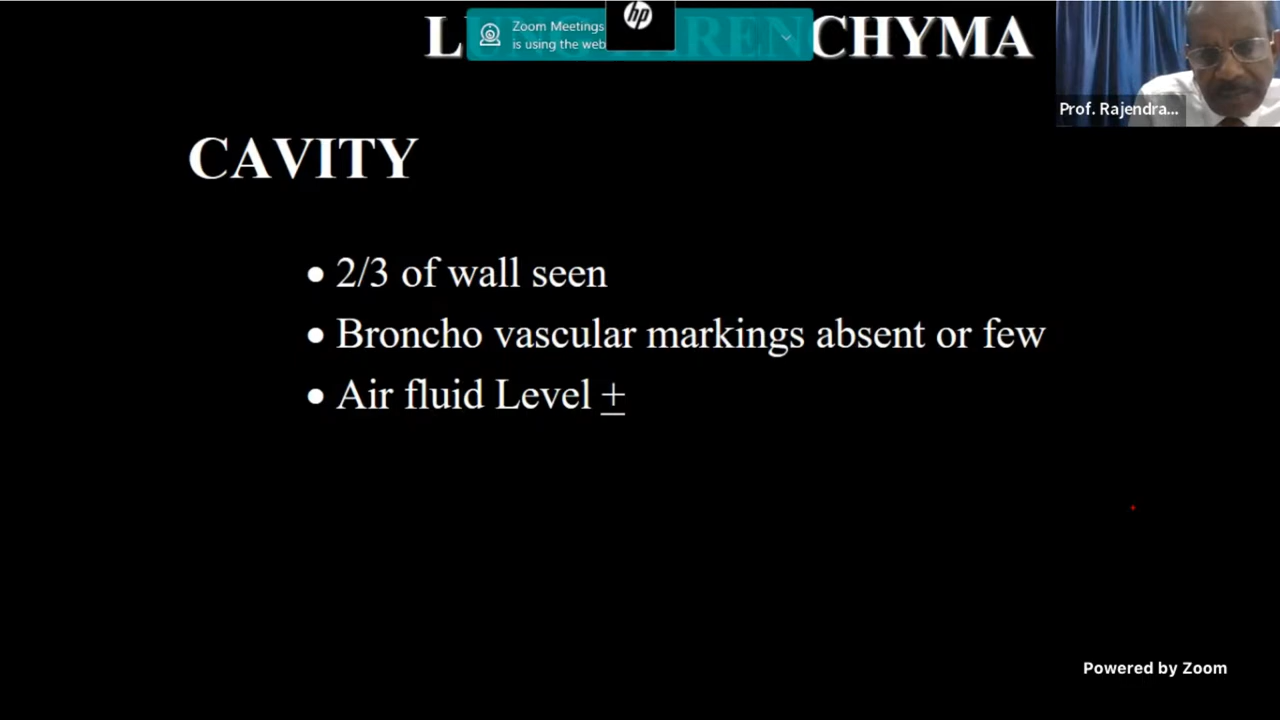 Zoom Meetings
is using the web
hp
CHYMA
Prof. Rajendra...
CAVITY
• 2/3 of wall seen
• Broncho vascular markings absent or few
• Air fluid Level ±
Powered by Zoom